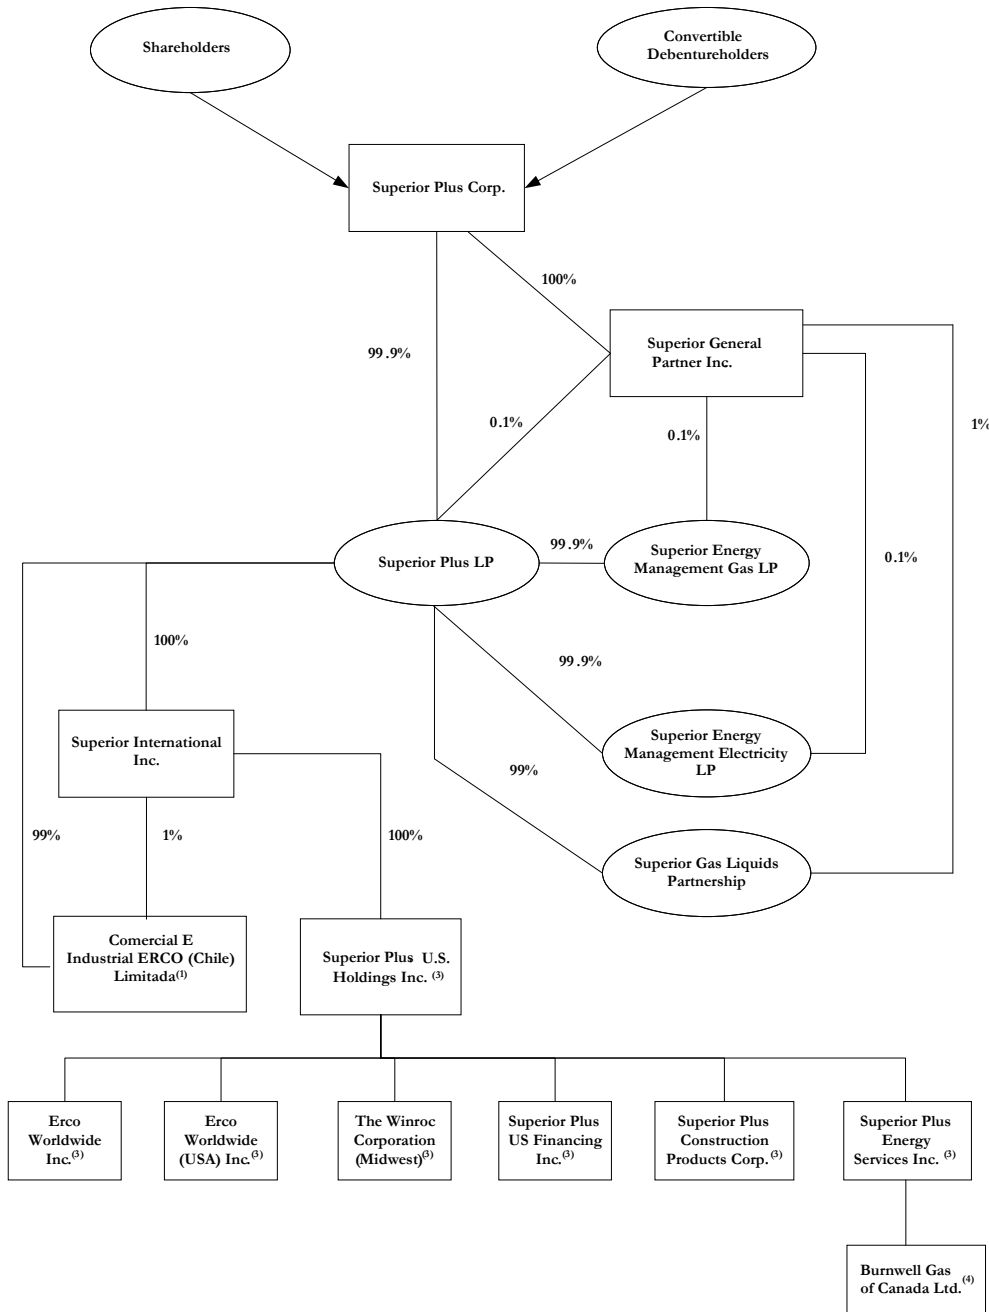 Shareholders
Convertible
Debentureholders
Superior Plus Corp.
100%
Superior General
Partner Inc.
99.9%
0.1%
0.1%
1%
Superior Plus LP
99.9%
Superior Energy
Management Gas LP
0.1%
100%
99.9%
Superior International
Inc.
Superior Energy
Management Electricity
LP
99%
99%
1%
100%
Superior Gas Liquids
Partnership
Comercial E
Industrial ERCO (Chile)
Limitada(1)
Superior Plus U.S.
Holdings Inc. (3)
Erco
Worldwide
Inc.(3)
Erco
Worldwide
(USA) Inc.(3)
The Winroc
Corporation
(Midwest)(3)
Superior Plus
US Financing
Inc.(3)
Superior Plus
Construction
Products Corp. (3)
Superior Plus
Energy
Services Inc. (3)
Burnwell Gas
of Canada Ltd.(4)